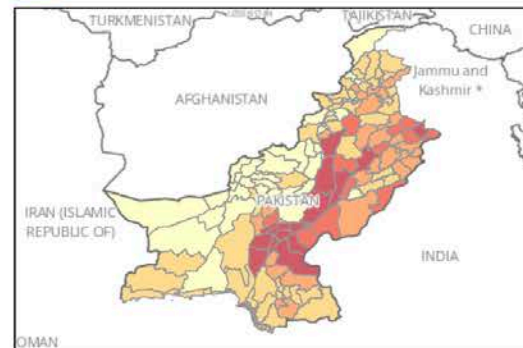 TURKMENISTAN
TAJIKISTAN
CHINA
Jammu and
Kashmir *
AFGHANISTAN
PAKISTAN
IRAN (ISLAMIC
REPUBLIC OF)
INDIA
OMAN